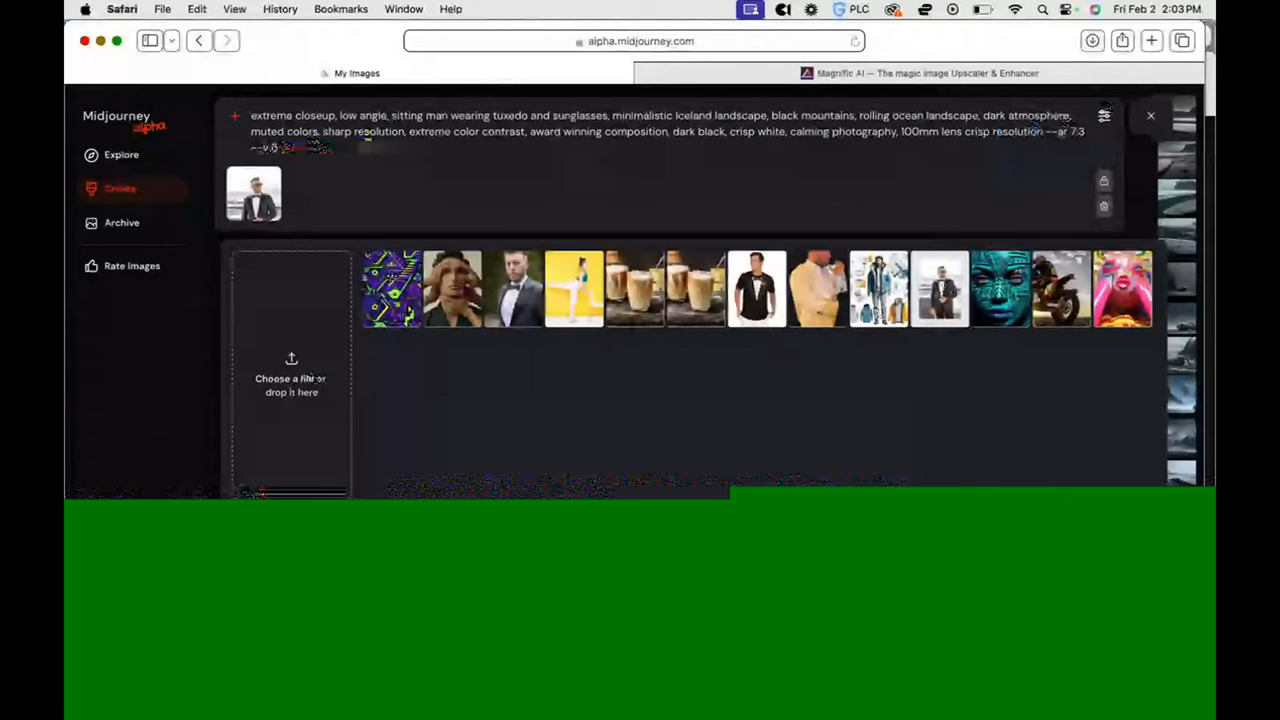 Safari File Edit View History Bookmarks Window Help PLC Fri Feb 2 2:03 PM
alpha.midjourney.com
My Images
Magnific AI — The magic image Upscaler & Enhancer
Midjourney
alpha
Explore
Create
Archive
Rate Images
extreme closeup, low angle, sitting man wearing tuxedo and sunglasses, minimalistic Iceland landscape, black mountains, rolling ocean landscape, dark atmosphere,
muted colors, sharp resolution, extreme color contrast, award winning composition, dark black, crisp white, calming photography, 100mm lens crisp resolution --ar 7:3
Choose a file or
drop it here